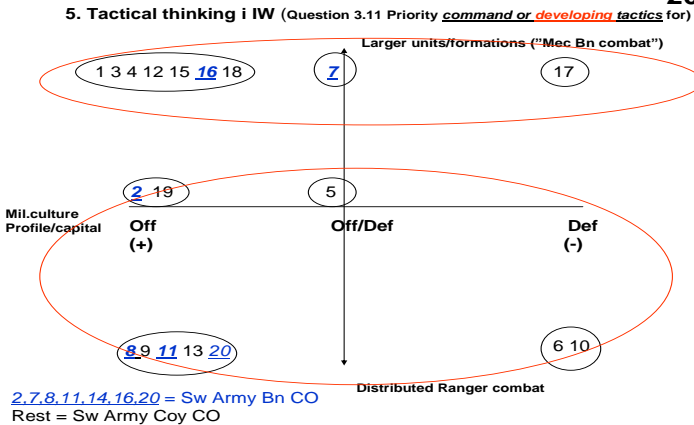 5. Tactical thinking i IW (Question 3.11 Priority command or developing tactics for)
Larger units/formations ("Mec Bn combat")
1 3 4 12 15 16 18
7
17
2 19
5
Mil.culture
Profile/capital
Off
(+)
Off/Def
Def
(-)
8 9 11 13 20
6 10
Distributed Ranger combat
2,7,8,11,14,16,20 = Sw Army Bn CO
Rest = Sw Army Coy CO